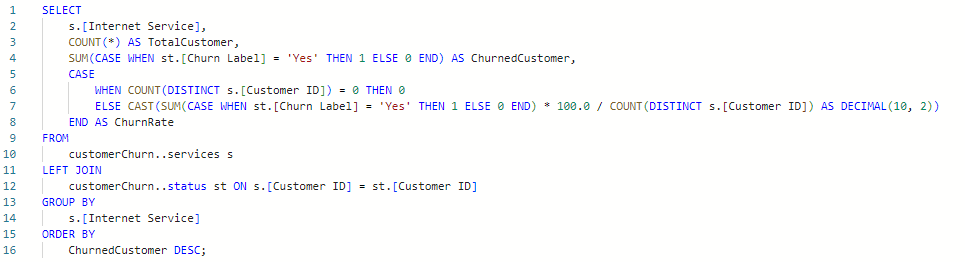 1 SELECT
2 s.[Internet Service],
3 COUNT(*) AS TotalCustomer,
4 SUM(CASE WHEN st.[Churn Label] = 'Yes' THEN 1 ELSE 0 END) AS ChurnedCustomer,
5 CASE
6 WHEN COUNT(DISTINCT s.[Customer ID]) = 0 THEN 0
7 ELSE CAST(SUM(CASE WHEN st.[Churn Label] = 'Yes' THEN 1 ELSE 0 END) * 100.0 / COUNT(DISTINCT s.[Customer ID]) AS DECIMAL(10, 2))
8 END AS ChurnRate
9 FROM
10 customerChurn..services s
11 LEFT JOIN
12 customerChurn..status st ON s.[Customer ID] = st.[Customer ID]
13 GROUP BY
14 s.[Internet Service]
15 ORDER BY
16 ChurnedCustomer DESC;